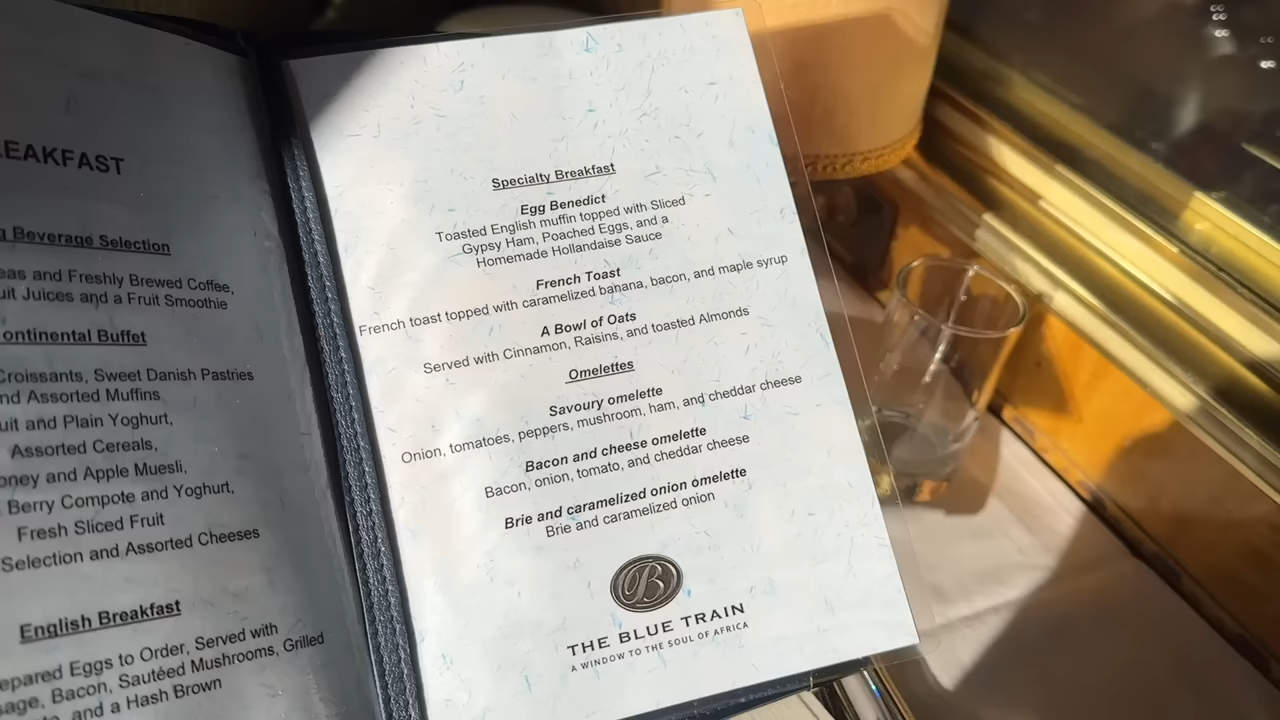 EAKFAST
Beverage Selection
eas and Freshly Brewed Coffee,
uit Juices and a Fruit Smoothie
ontinental Buffet
Croissants, Sweet Danish Pastries
nd Assorted Muffins
uit and Plain Yoghurt,
Assorted Cereals,
oney and Apple Muesli,
Berry Compote and Yoghurt,
Fresh Sliced Fruit
Selection and Assorted Cheeses
English Breakfast
epared Eggs to Order, Served with
sage, Bacon, Sautéed Mushrooms, Grilled
and a Hash Brown
Specialty Breakfast
Egg Benedict
Toasted English muffin topped with Sliced
Gypsy Ham, Poached Eggs, and a
Homemade Hollandaise Sauce
French Toast
French toast topped with caramelized banana, bacon, and maple syrup
A Bowl of Oats
Served with Cinnamon, Raisins, and toasted Almonds
Omelettes
Savoury omelette
Onion, tomatoes, peppers, mushroom, ham, and cheddar cheese
Bacon and cheese omelette
Bacon, onion, tomato, and cheddar cheese
Brie and caramelized onion omelette
Brie and caramelized onion
B
THE BLUE TRAIN
A WINDOW TO THE SOUL OF AFRICA